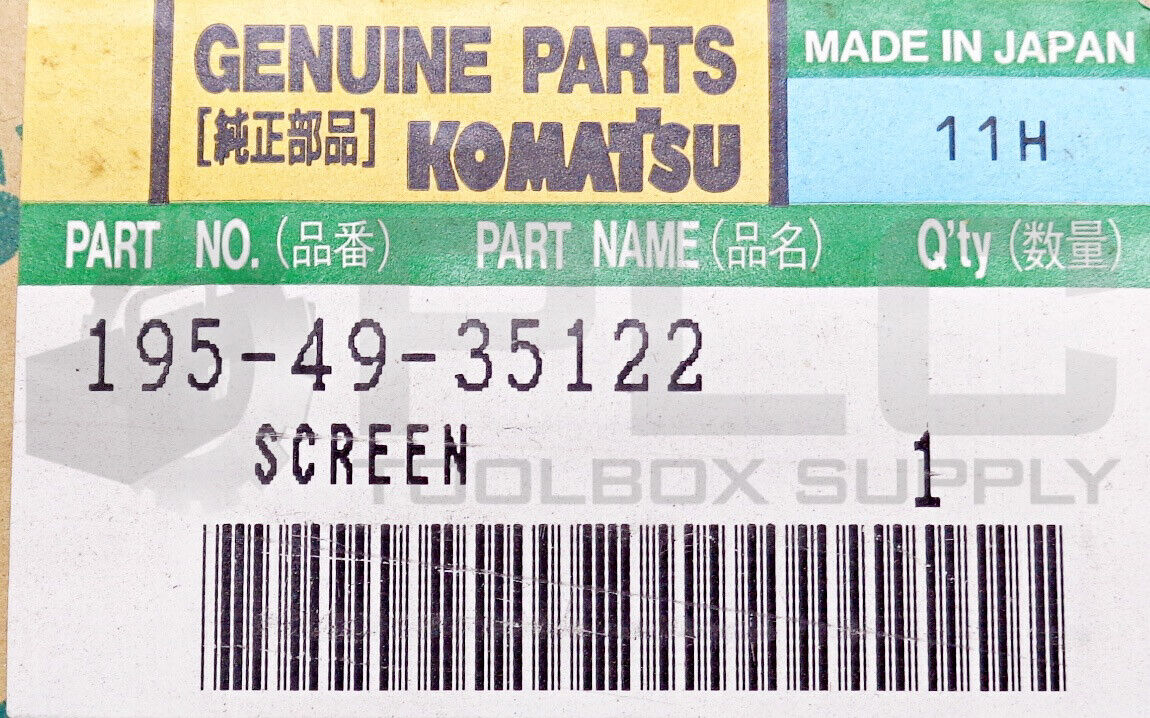 GENUINE PARTS
MADE IN JAPAN
[純正部品] KOMATSU
11H
PART NO.(品番) PART NAME(品名) Q'ty(数量)
195-49-35122
SCREEN 1
PLC
TOOLBOX SUPPLY